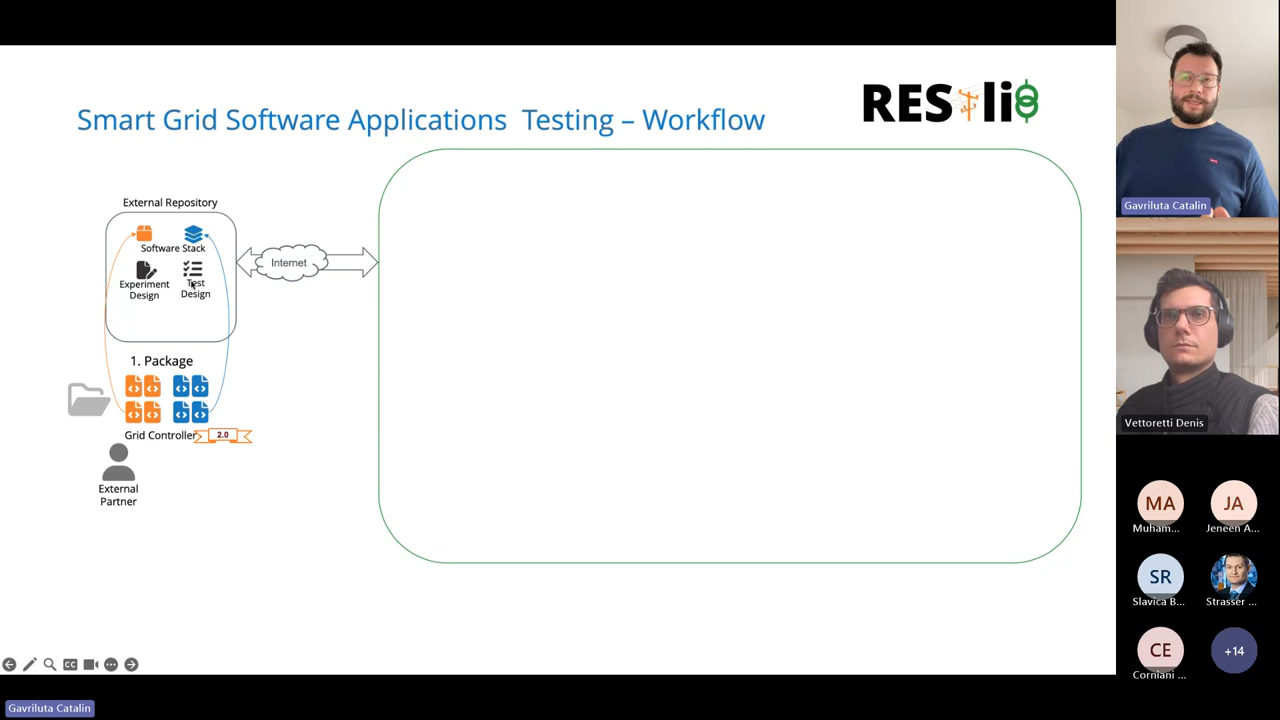 Smart Grid Software Applications Testing – Workflow
RESili8
External Repository
Software Stack
Experiment
Design
Test
Design
Internet
1. Package
Grid Controller
2.0
External
Partner
CC
Gavriluta Catalin
Vettoretti Denis
MA
JA
Muham...
Jeneen A...
SR
Slavica B...
Strasser ...
CE
+14
Corniani ...
Gavriluta Catalin